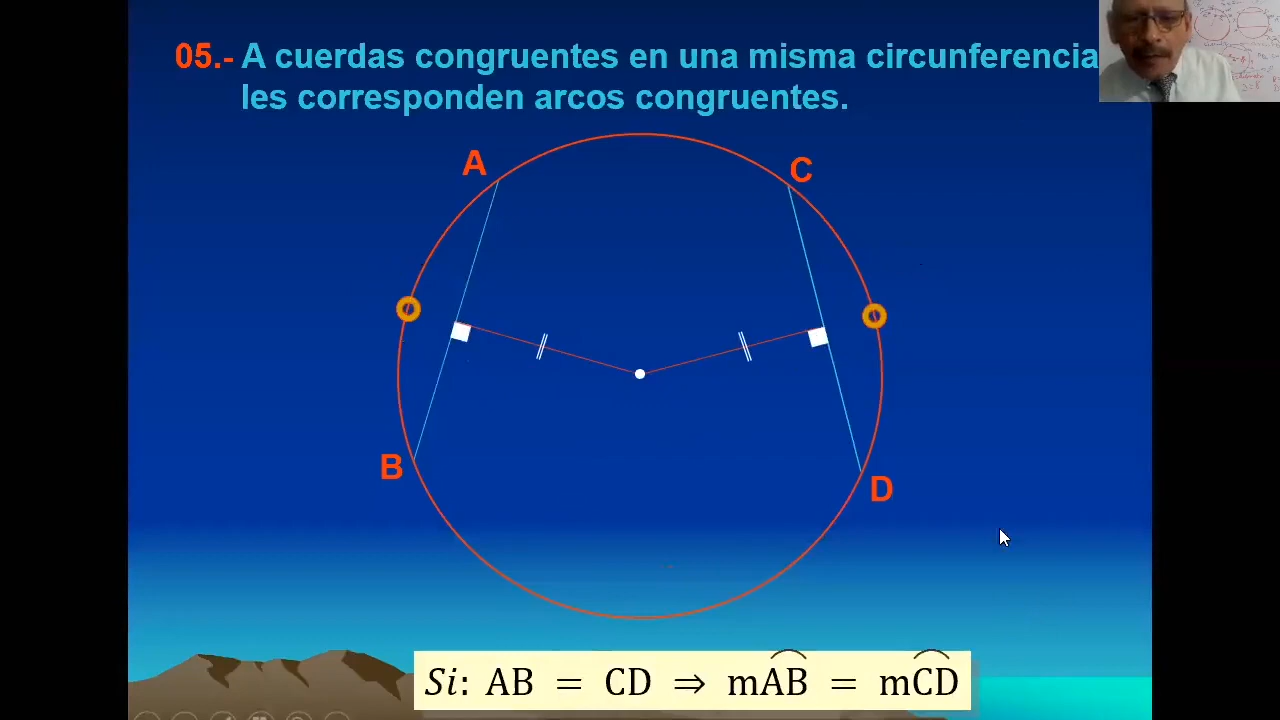 05.- A cuerdas congruentes en una misma circunferencia
les corresponden arcos congruentes.
A
C
B
D
Si: AB = CD ⇒ mAB͡ = mCD͡